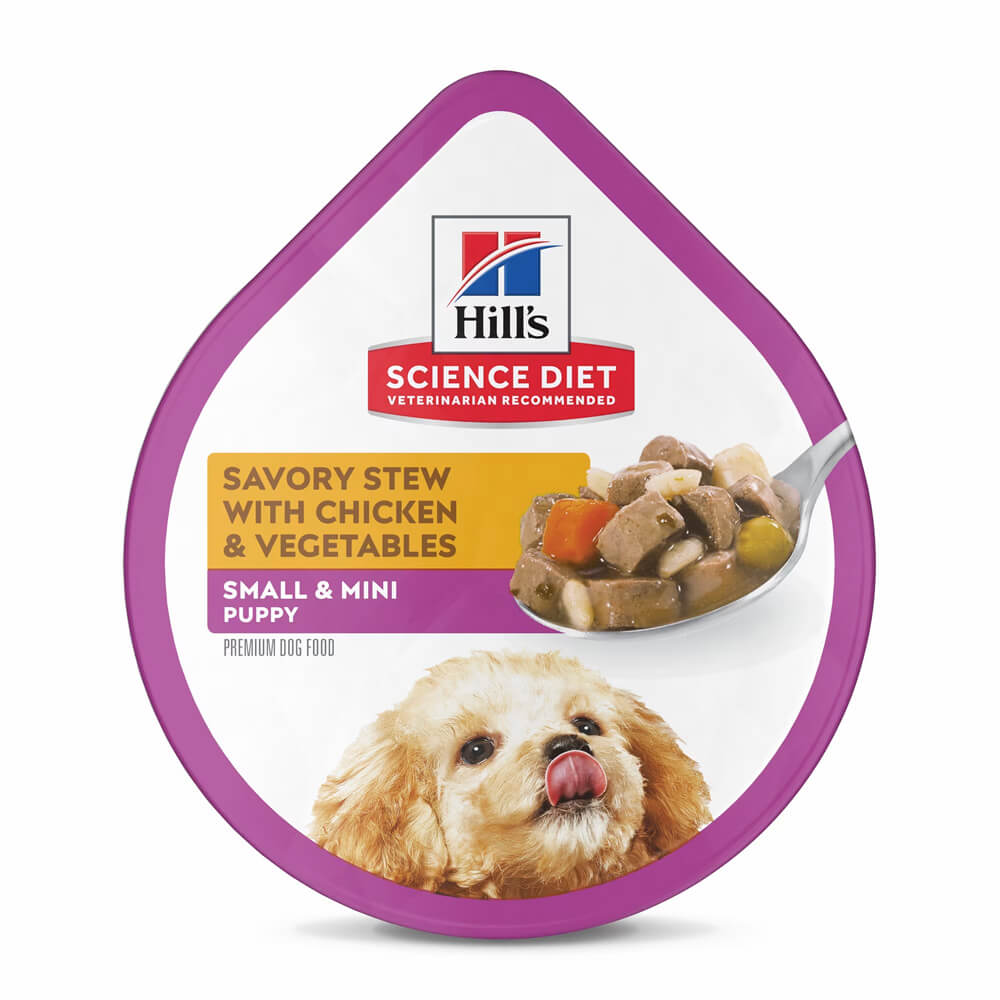 Hill's
SCIENCE DIET
VETERINARIAN RECOMMENDED
SAVORY STEW
WITH CHICKEN
& VEGETABLES
SMALL & MINI
PUPPY
PREMIUM DOG FOOD